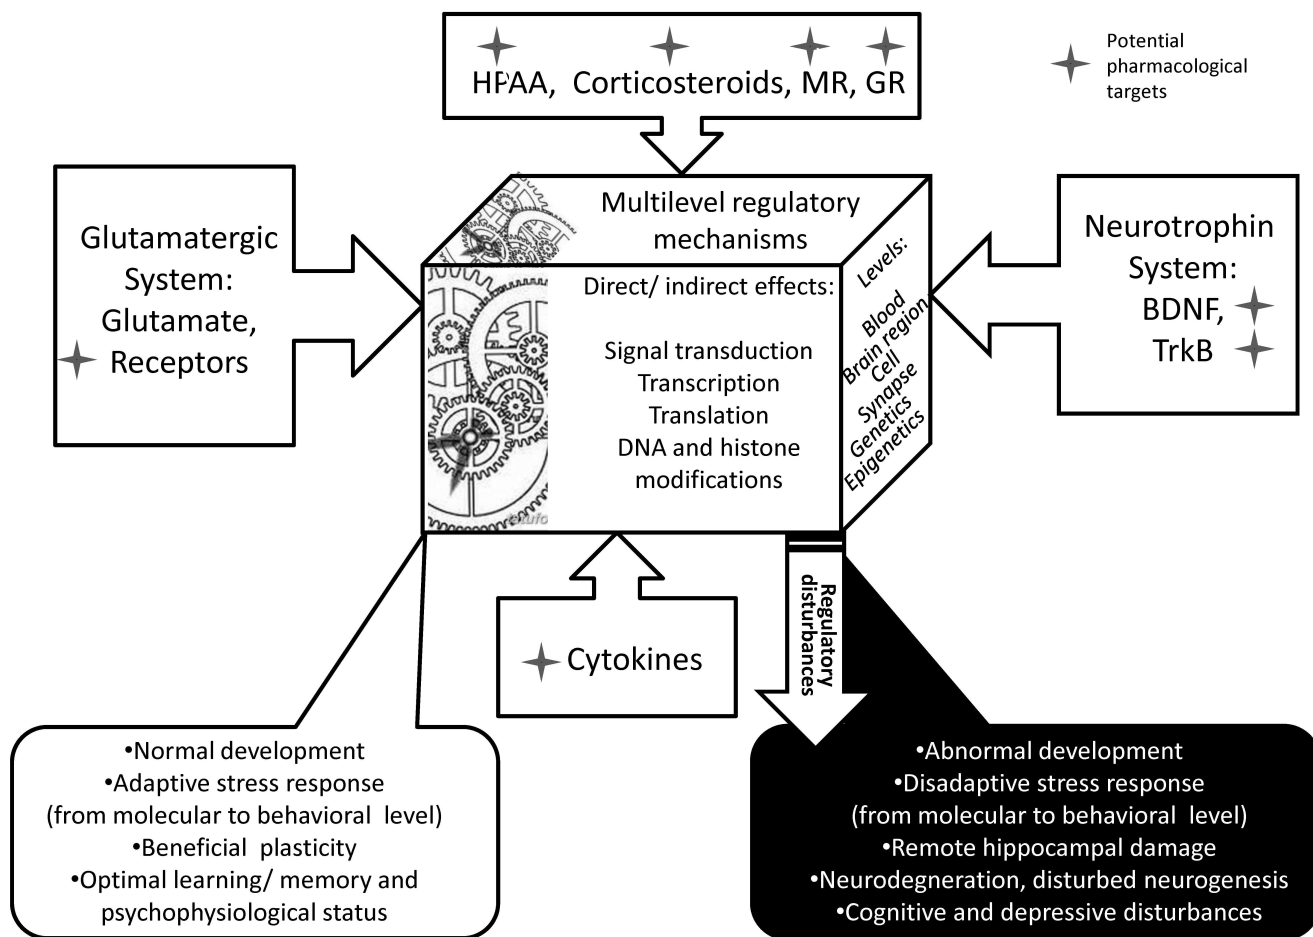 HPAA, Corticosteroids, MR, GR
Potential
pharmacological
targets
Glutamatergic
System:
Glutamate,
Receptors
Multilevel regulatory
mechanisms
Direct/ indirect effects:
Signal transduction
Transcription
Translation
DNA and histone
modifications
Levels:
Blood
Brain region
Cell
Synapse
Genetics
Epigenetics
Neurotrophin
System:
BDNF,
TrkB
Cytokines
Regulatory
disturbances
•Normal development
•Adaptive stress response
(from molecular to behavioral level)
•Beneficial plasticity
•Optimal learning/ memory and
psychophysiological status
•Abnormal development
•Disadaptive stress response
(from molecular to behavioral level)
•Remote hippocampal damage
•Neurodegneration, disturbed neurogenesis
•Cognitive and depressive disturbances